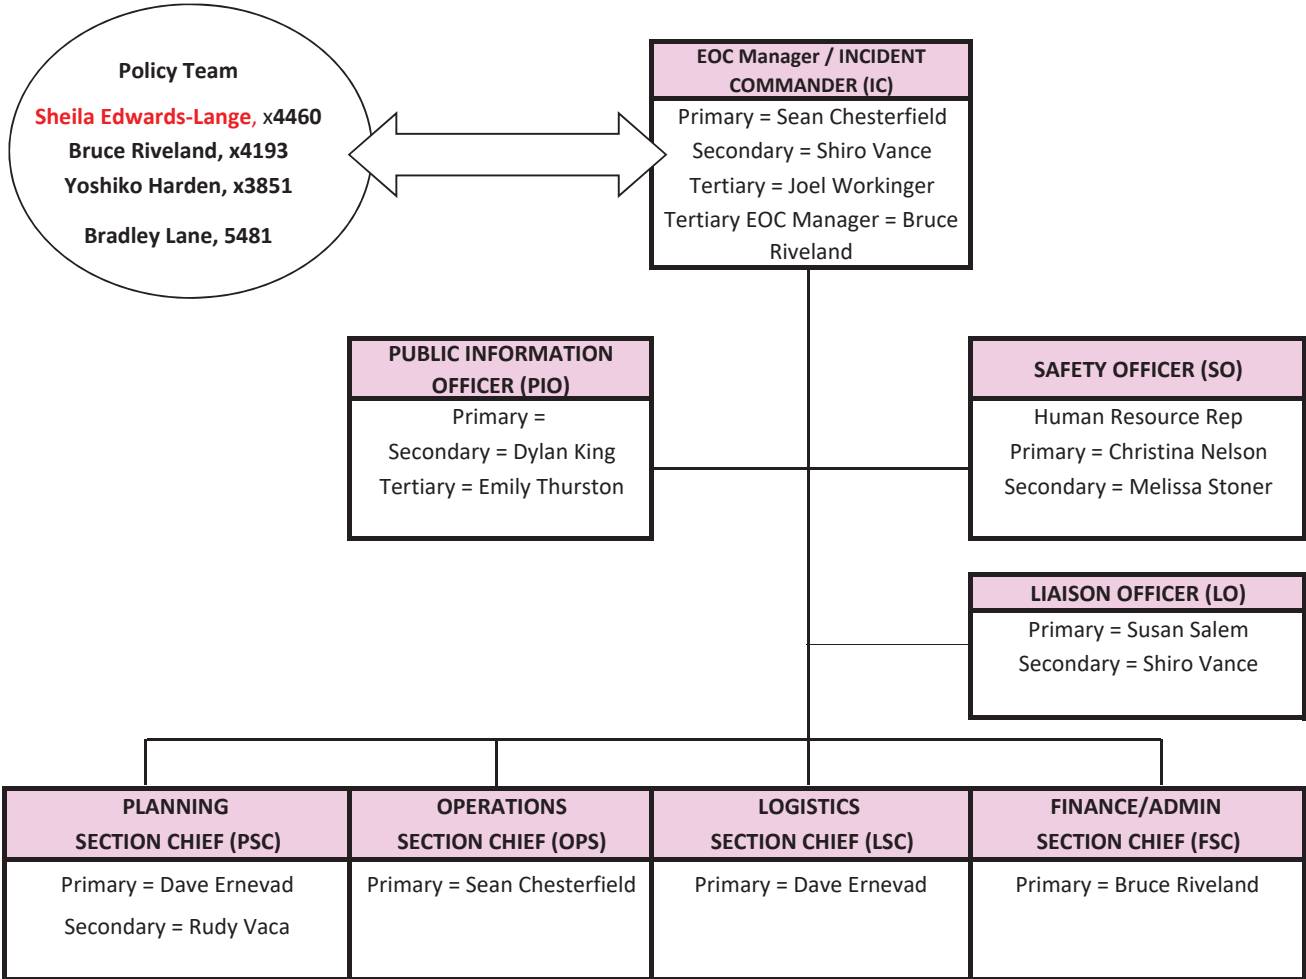 Policy Team
Sheila Edwards-Lange, x4460
Bruce Riveland, x4193
Yoshiko Harden, x3851
Bradley Lane, 5481
EOC Manager / INCIDENT
COMMANDER (IC)
Primary = Sean Chesterfield
Secondary = Shiro Vance
Tertiary = Joel Workinger
Tertiary EOC Manager = Bruce
Riveland
PUBLIC INFORMATION
OFFICER (PIO)
Primary =
Secondary = Dylan King
Tertiary = Emily Thurston
SAFETY OFFICER (SO)
Human Resource Rep
Primary = Christina Nelson
Secondary = Melissa Stoner
LIAISON OFFICER (LO)
Primary = Susan Salem
Secondary = Shiro Vance
PLANNING
SECTION CHIEF (PSC)
Primary = Dave Ernevad
Secondary = Rudy Vaca
OPERATIONS
SECTION CHIEF (OPS)
Primary = Sean Chesterfield
LOGISTICS
SECTION CHIEF (LSC)
Primary = Dave Ernevad
FINANCE/ADMIN
SECTION CHIEF (FSC)
Primary = Bruce Riveland